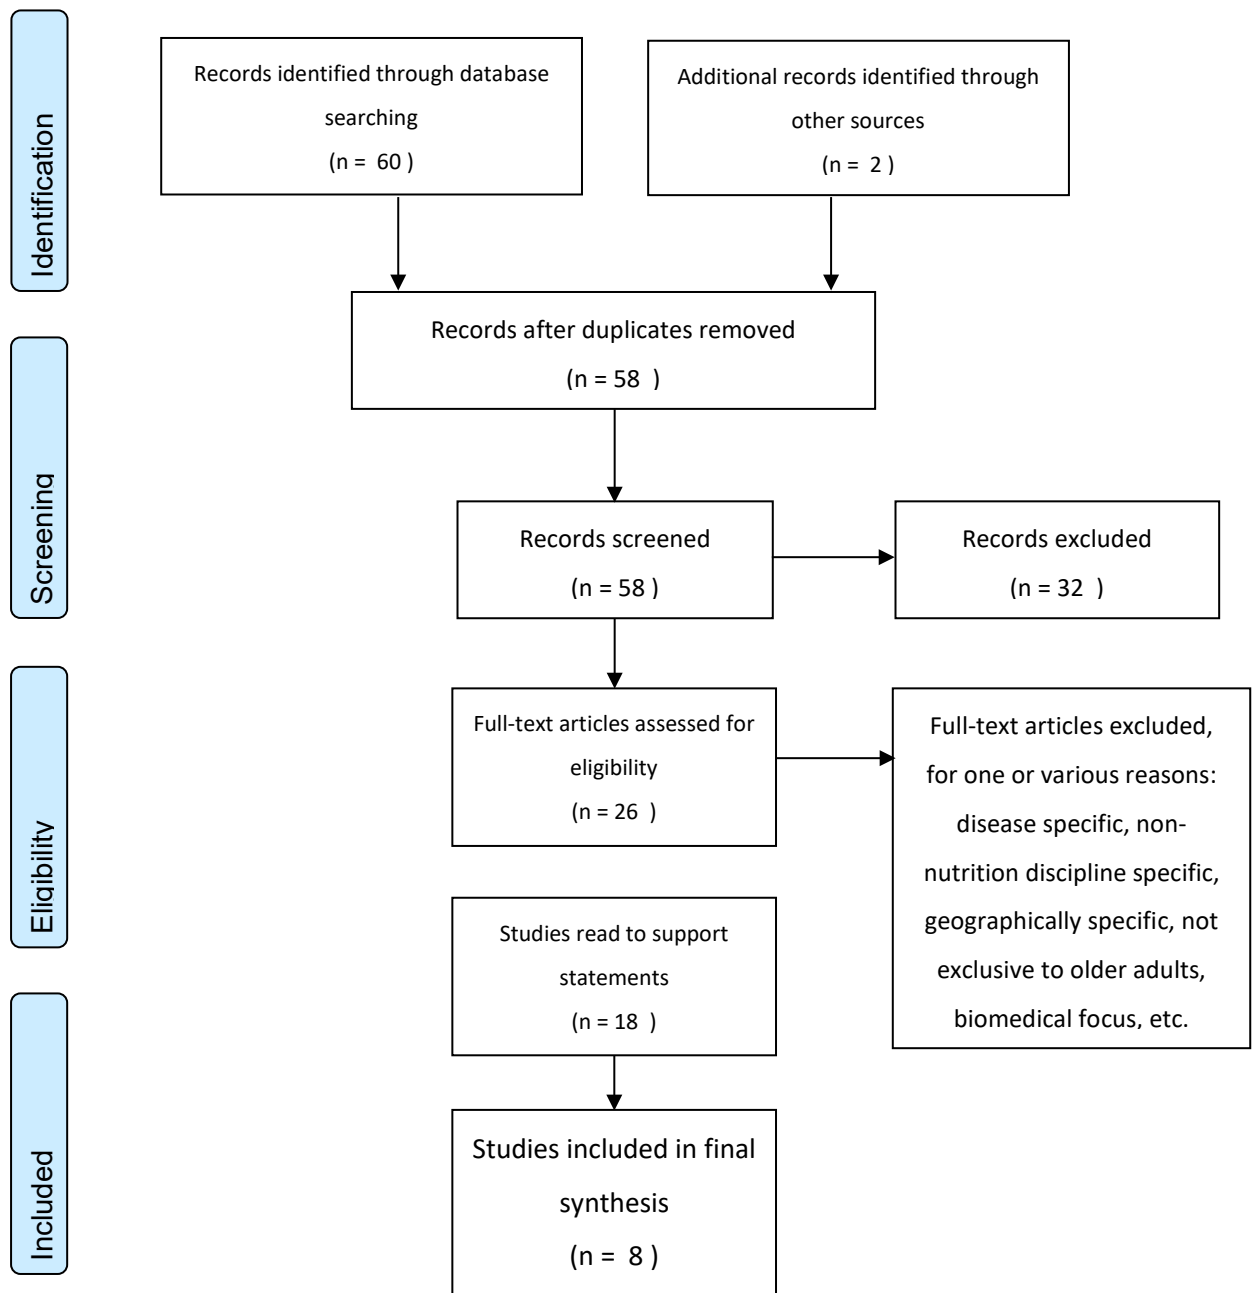 Identification
Records identified through database
searching
(n = 60 )
Additional records identified through
other sources
(n = 2 )
Records after duplicates removed
(n = 58 )
Screening
Records screened
(n = 58 )
Records excluded
(n = 32 )
Eligibility
Full-text articles assessed for
eligibility
(n = 26 )
Full-text articles excluded,
for one or various reasons:
disease specific, non-
nutrition discipline specific,
geographically specific, not
exclusive to older adults,
biomedical focus, etc.
Studies read to support
statements
(n = 18 )
Included
Studies included in final
synthesis
(n = 8 )